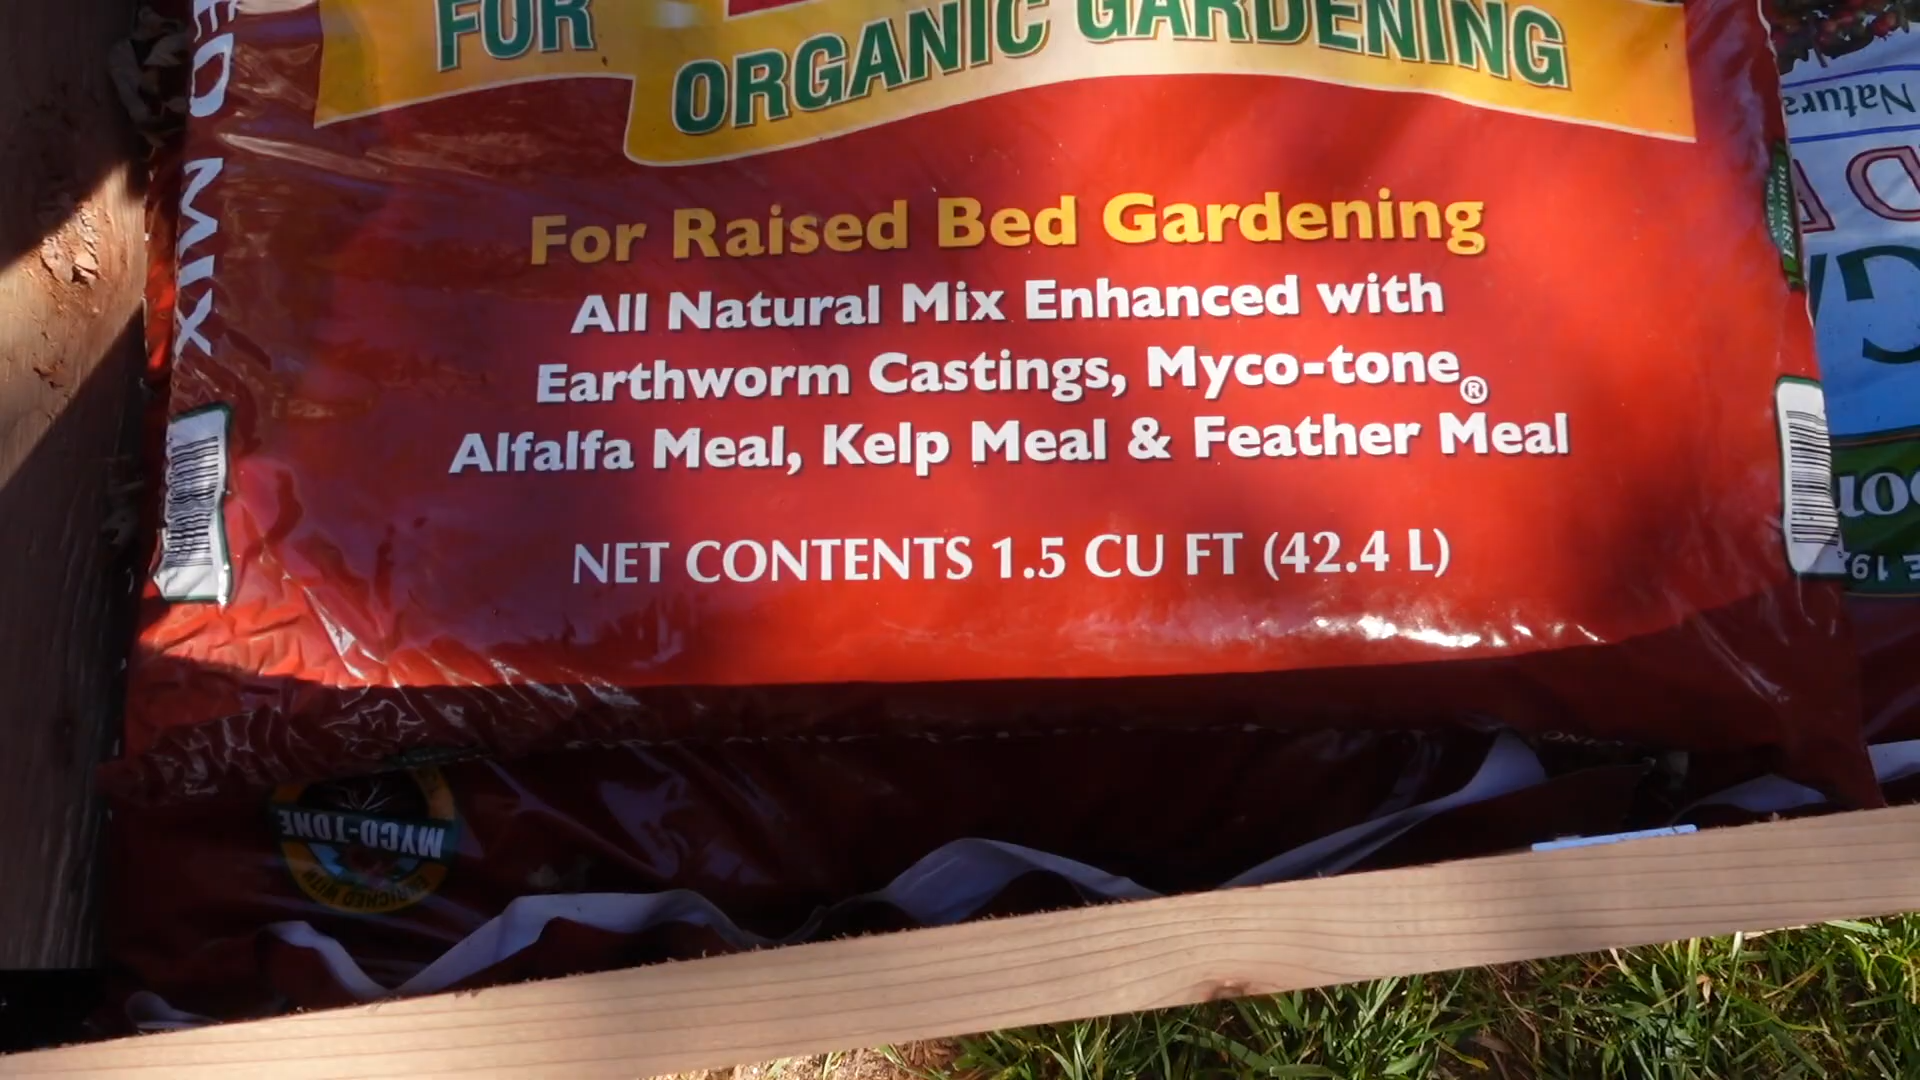 FOR
ORGANIC GARDENING
For Raised Bed Gardening
All Natural Mix Enhanced with
Earthworm Castings, Myco-tone®
Alfalfa Meal, Kelp Meal & Feather Meal
NET CONTENTS 1.5 CU FT (42.4 L)
MIX
MYCO-TONE